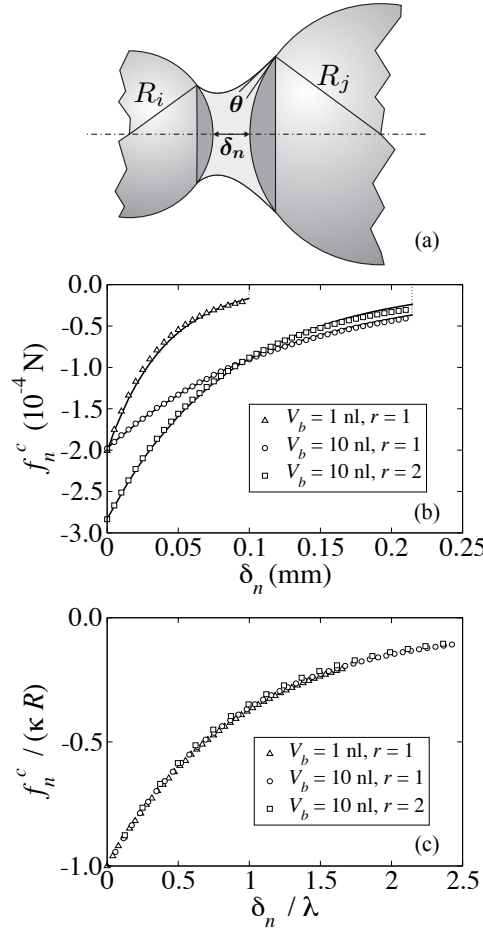 R_i
R_j
θ
δ_n
(a)
0.0
-0.5
-1.0
-1.5
-2.0
-2.5
-3.0
f_n^c (10^-4 N)
V_b = 1 nl, r = 1
V_b = 10 nl, r = 1
V_b = 10 nl, r = 2
(b)
0 0.05 0.1 0.15 0.2 0.25
δ_n (mm)
0.0
-0.5
-1.0
f_n^c / (κ R)
V_b = 1 nl, r = 1
V_b = 10 nl, r = 1
V_b = 10 nl, r = 2
(c)
0 0.5 1 1.5 2 2.5
δ_n / λ